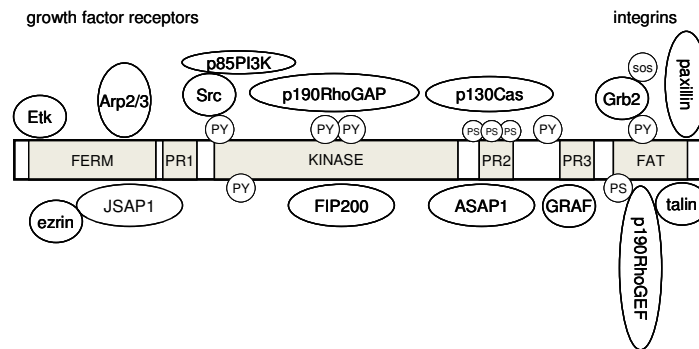 growth factor receptors
integrins
p85PI3K
sos
paxillin
Etk
Arp2/3
Src
p190RhoGAP
p130Cas
Grb2
PY
PY
PY
PS
PS
PS
PY
PY
FERM
PR1
KINASE
PR2
PR3
FAT
PY
PS
ezrin
JSAP1
FIP200
ASAP1
GRAF
p190RhoGEF
talin